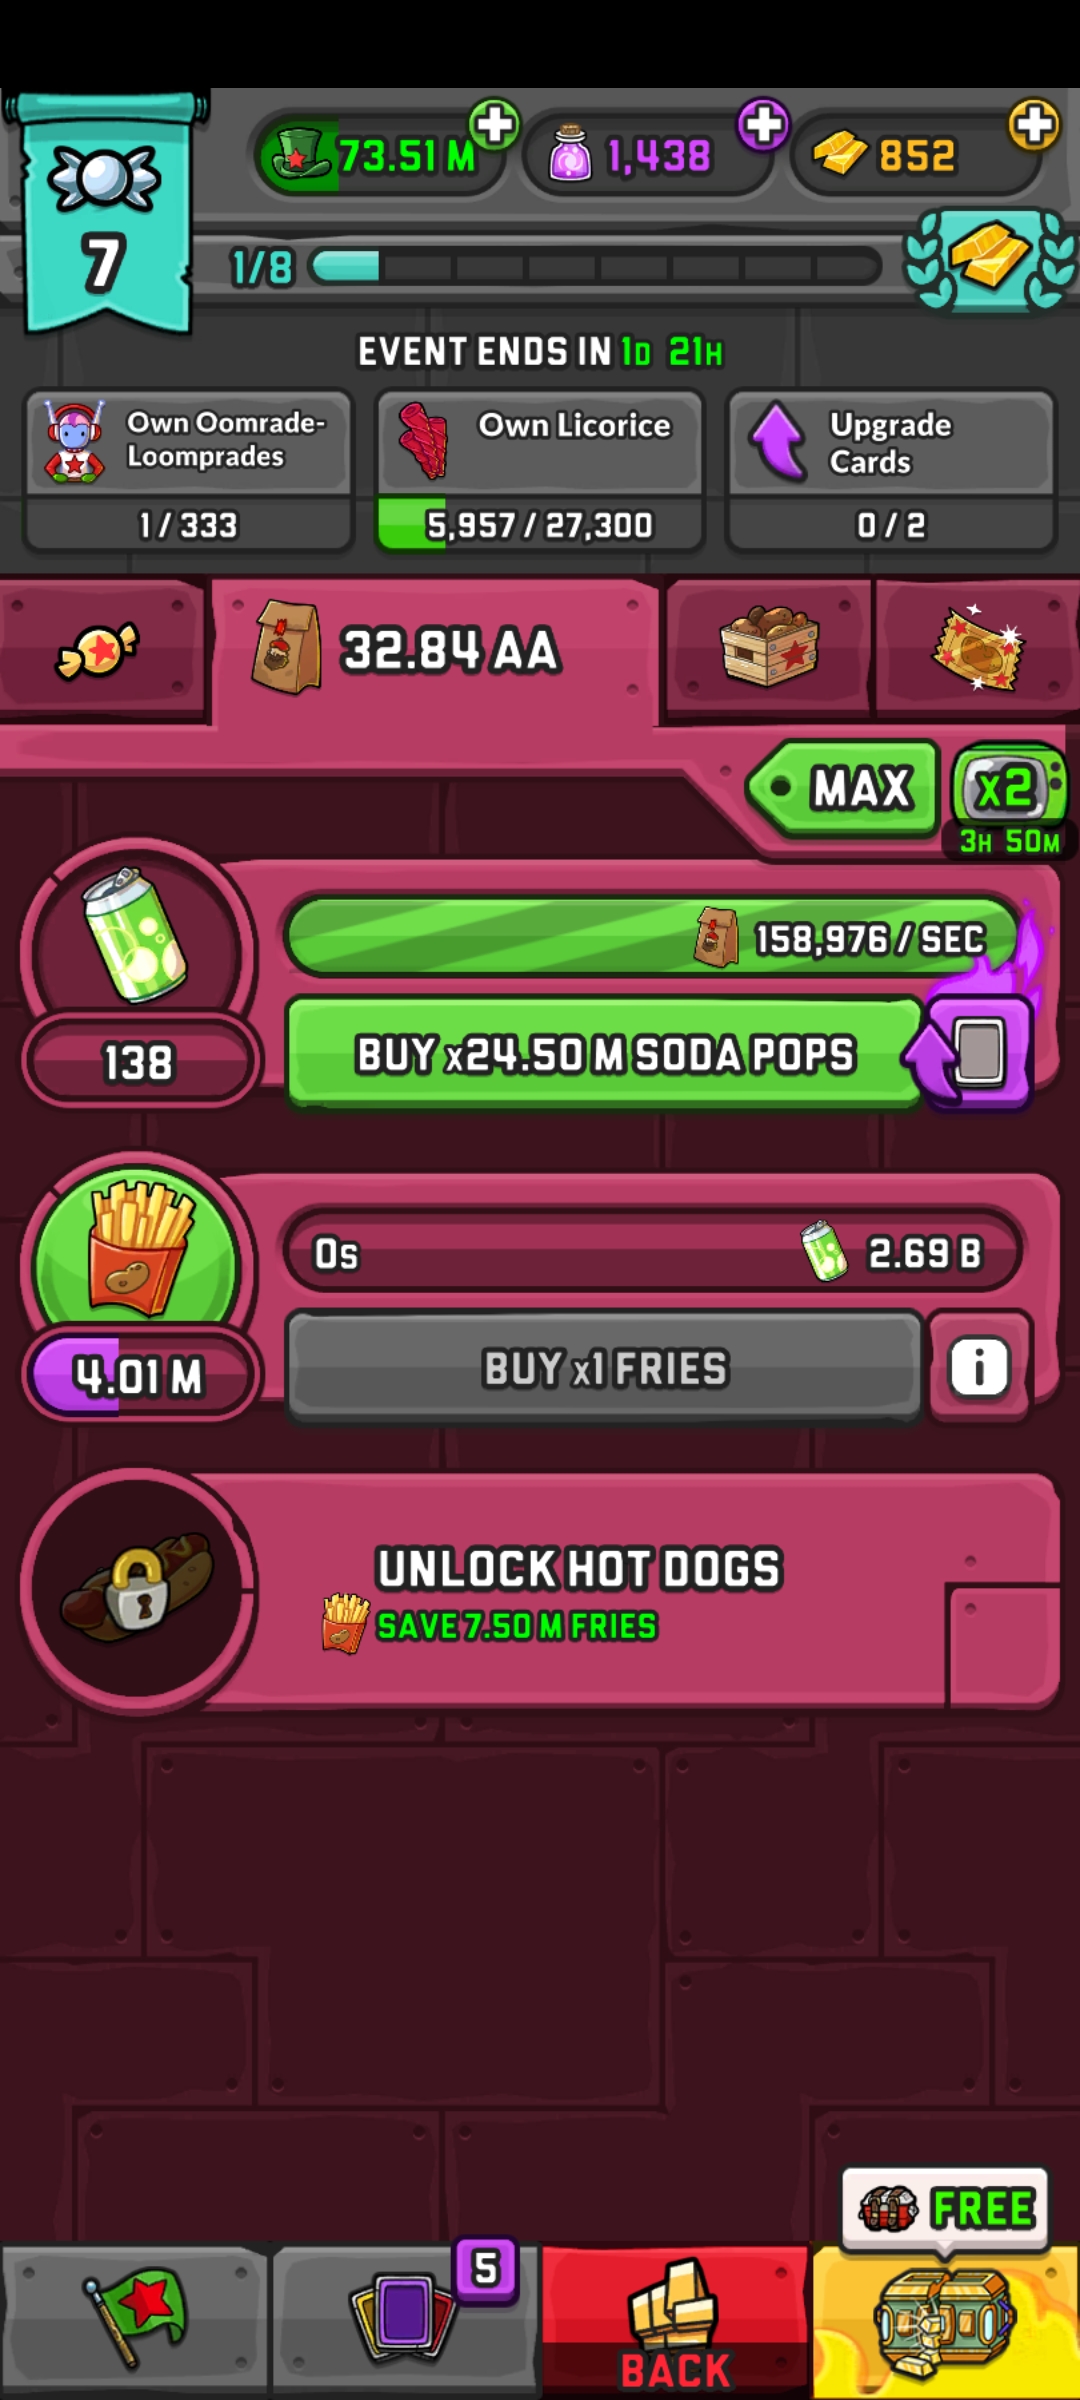 73.51 M
1,438
852
7
1/8
EVENT ENDS IN 1D 21H
Own Oomrade-
Loomprades
1 / 333
Own Licorice
5,957 / 27,300
Upgrade
Cards
0 / 2
32.84 AA
MAX
x2
3H 50M
158,976 / SEC
138
BUY x24.50 M SODA POPS
0s
2.69 B
4.01 M
BUY x1 FRIES
i
UNLOCK HOT DOGS
SAVE 7.50 M FRIES
FREE
5
BACK